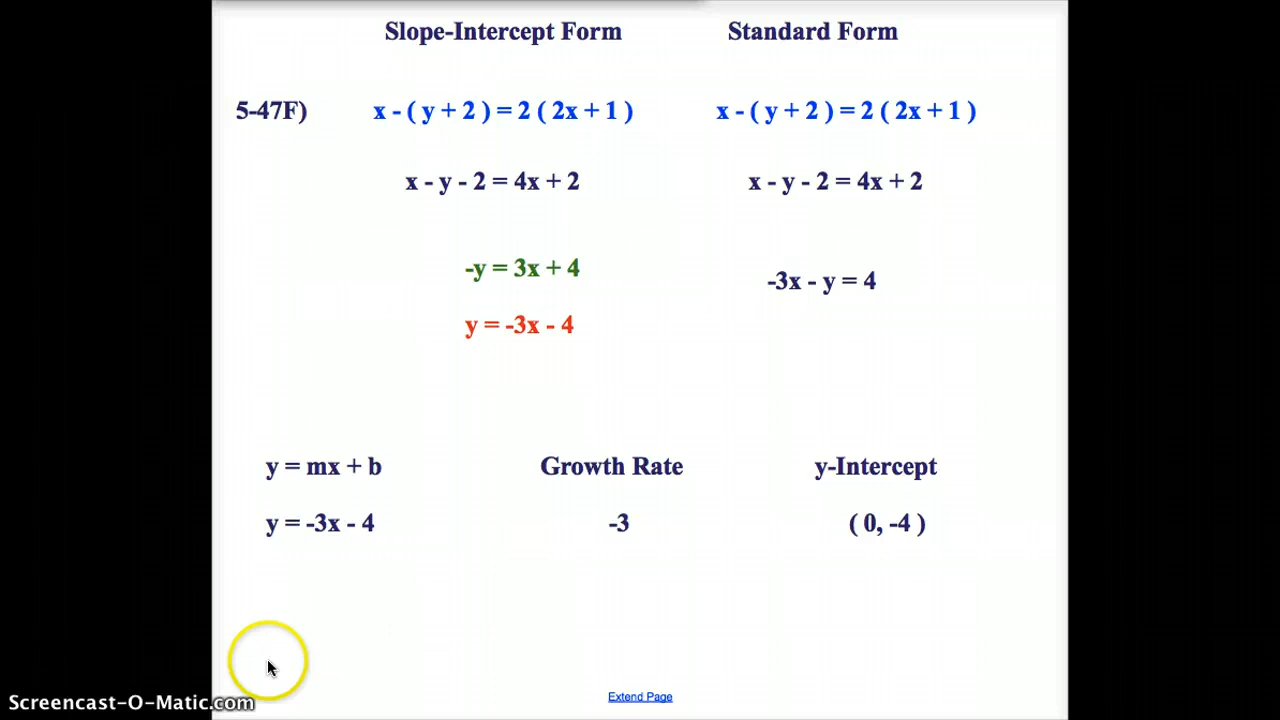 Slope-Intercept Form Standard Form
5-47F) x - ( y + 2 ) = 2 ( 2x + 1 ) x - ( y + 2 ) = 2 ( 2x + 1 )
x - y - 2 = 4x + 2 x - y - 2 = 4x + 2
-y = 3x + 4
-3x - y = 4
y = -3x - 4
y = mx + b Growth Rate y-Intercept
y = -3x - 4 -3 ( 0, -4 )
Extend Page
Screencast-O-Matic.com